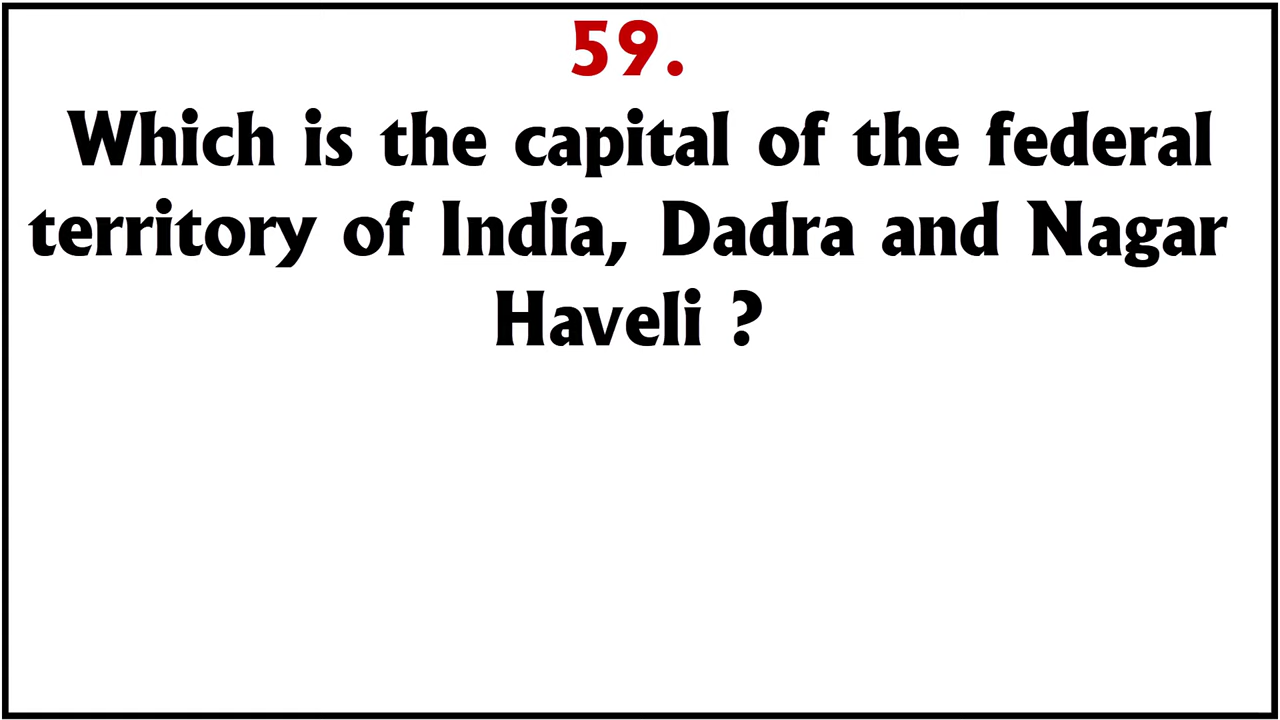 59.
Which is the capital of the federal
territory of India, Dadra and Nagar
Haveli ?